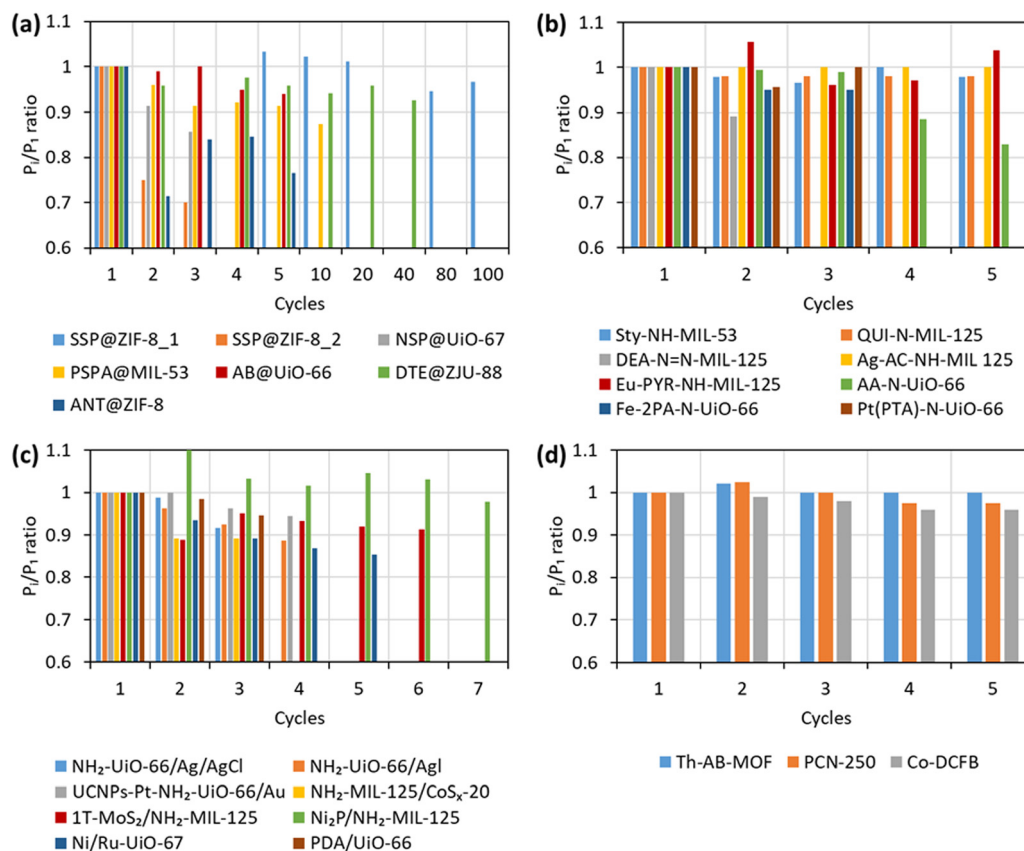 (a)
1.1
1
0.9
0.8
0.7
0.6
Pᵢ/P₁ ratio
1 2 3 4 5 10 20 40 80 100
Cycles
SSP@ZIF-8_1 SSP@ZIF-8_2 NSP@UiO-67
PSPA@MIL-53 AB@UiO-66 DTE@ZJU-88
ANT@ZIF-8
(b)
1.1
1
0.9
0.8
0.7
0.6
Pᵢ/P₁ ratio
1 2 3 4 5
Cycles
Sty-NH-MIL-53 QUI-N-MIL-125
DEA-N=N-MIL-125 Ag-AC-NH-MIL 125
Eu-PYR-NH-MIL-125 AA-N-UiO-66
Fe-2PA-N-UiO-66 Pt(PTA)-N-UiO-66
(c)
1.1
1
0.9
0.8
0.7
0.6
Pᵢ/P₁ ratio
1 2 3 4 5 6 7
Cycles
NH₂-UiO-66/Ag/AgCl NH₂-UiO-66/AgI
UCNPs-Pt-NH₂-UiO-66/Au NH₂-MIL-125/CoSₓ-20
1T-MoS₂/NH₂-MIL-125 Ni₂P/NH₂-MIL-125
Ni/Ru-UiO-67 PDA/UiO-66
(d)
1.1
1
0.9
0.8
0.7
0.6
Pᵢ/P₁ ratio
1 2 3 4 5
Cycles
Th-AB-MOF PCN-250 Co-DCFB